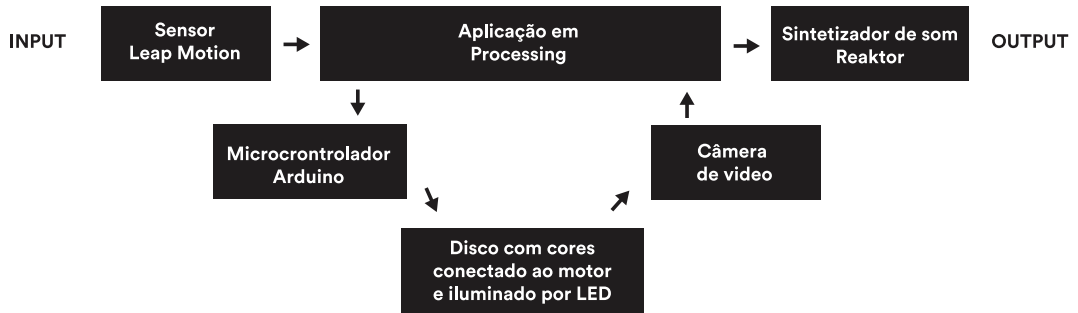 INPUT
Sensor
Leap Motion
Aplicação em
Processing
Sintetizador de som
Reaktor
OUTPUT
Microcrontrolador
Arduino
Câmera
de video
Disco com cores
conectado ao motor
e iluminado por LED